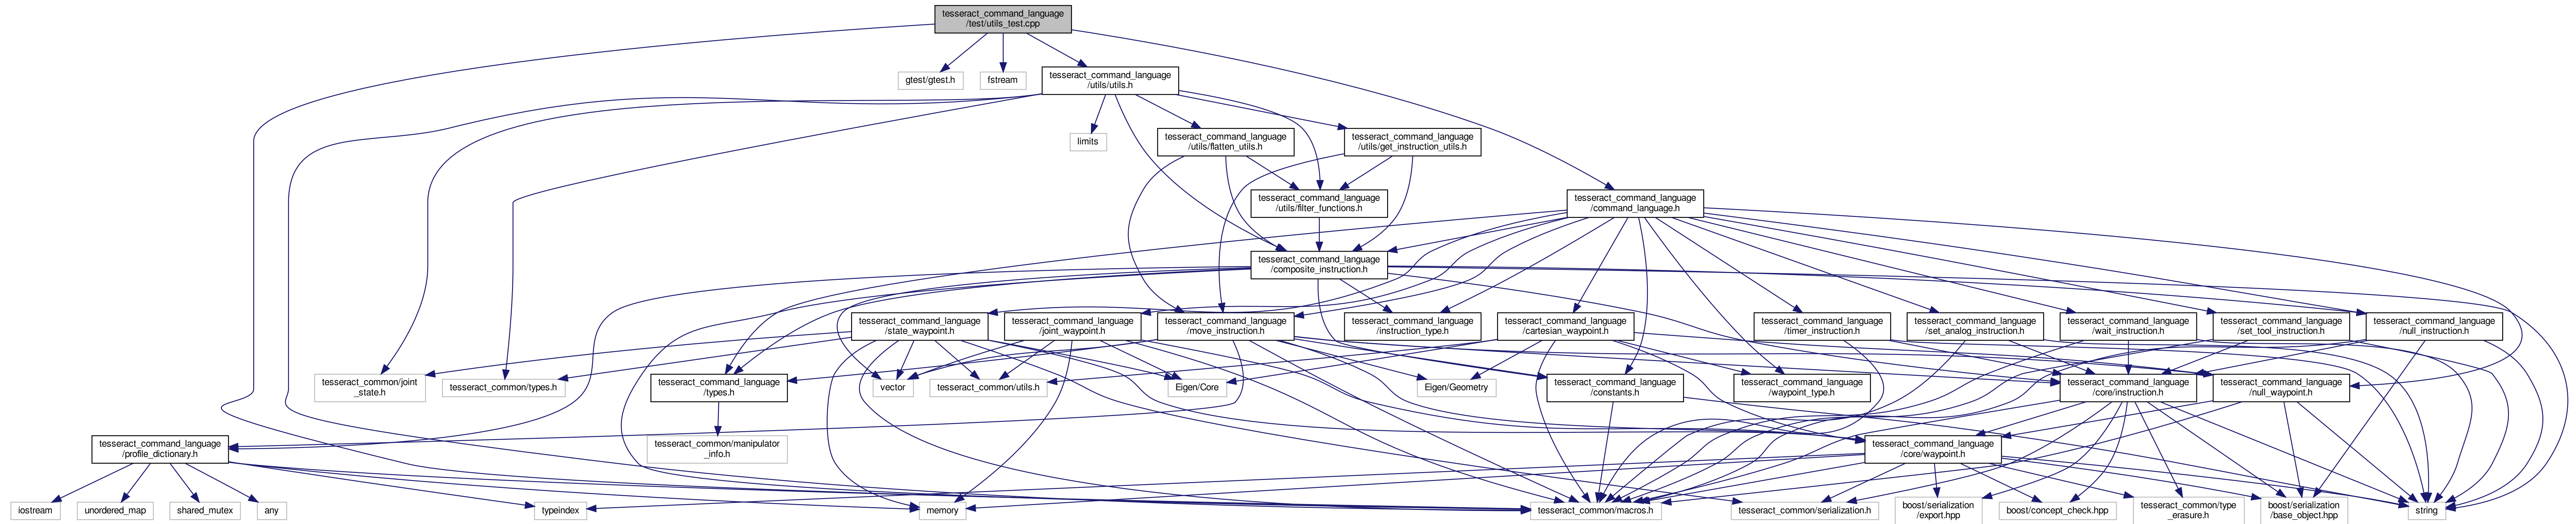 tesseract_command_language
/test/utils_test.cpp
gtest/gtest.h
fstream
tesseract_command_language
/utils/utils.h
limits
tesseract_command_language
/utils/flatten_utils.h
tesseract_command_language
/utils/get_instruction_utils.h
tesseract_command_language
/utils/filter_functions.h
tesseract_command_language
/command_language.h
tesseract_command_language
/composite_instruction.h
tesseract_command_language
/state_waypoint.h
tesseract_command_language
/joint_waypoint.h
tesseract_command_language
/move_instruction.h
tesseract_command_language
/instruction_type.h
tesseract_command_language
/cartesian_waypoint.h
tesseract_command_language
/timer_instruction.h
tesseract_command_language
/set_analog_instruction.h
tesseract_command_language
/wait_instruction.h
tesseract_command_language
/set_tool_instruction.h
tesseract_command_language
/null_instruction.h
tesseract_common/joint
_state.h
tesseract_common/types.h
tesseract_command_language
/types.h
vector
tesseract_common/utils.h
Eigen/Core
Eigen/Geometry
tesseract_command_language
/constants.h
tesseract_command_language
/waypoint_type.h
tesseract_command_language
/core/instruction.h
tesseract_command_language
/null_waypoint.h
tesseract_command_language
/profile_dictionary.h
tesseract_common/manipulator
_info.h
tesseract_command_language
/core/waypoint.h
iostream
unordered_map
shared_mutex
any
typeindex
memory
tesseract_common/macros.h
tesseract_common/serialization.h
boost/serialization
/export.hpp
boost/concept_check.hpp
tesseract_common/type
_erasure.h
boost/serialization
/base_object.hpp
string